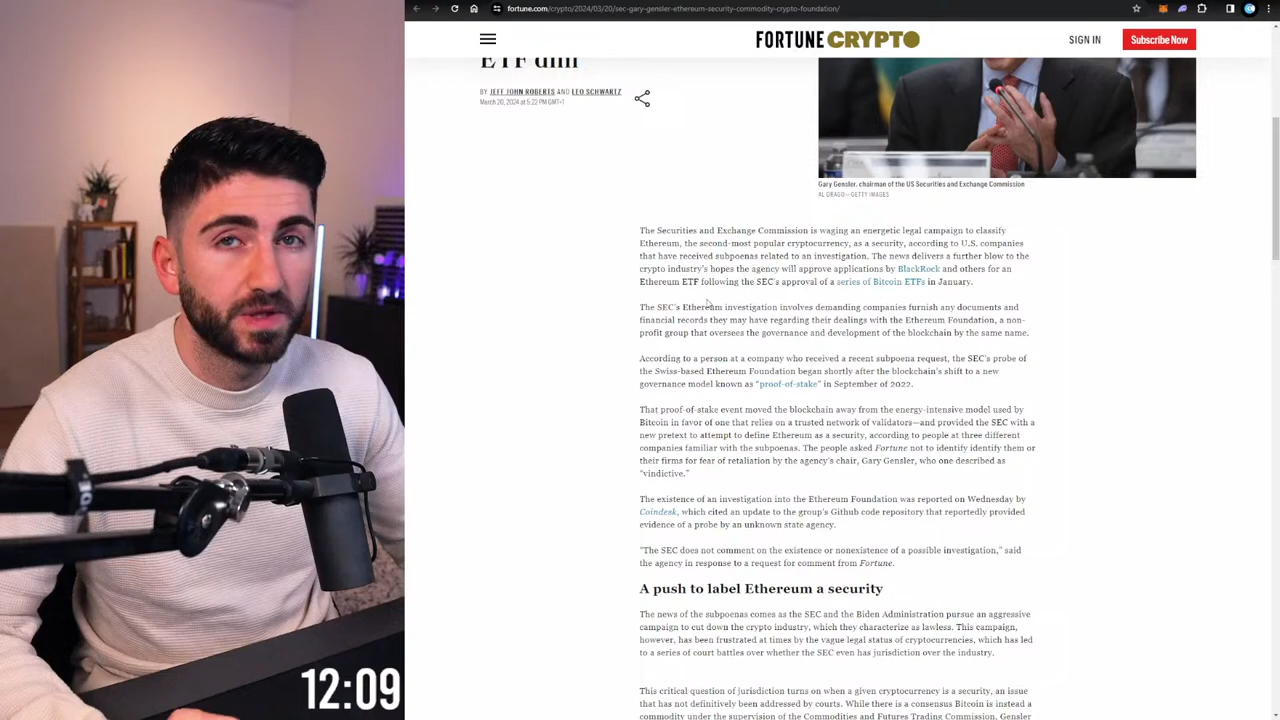 fortune.com/crypto/2024/03/20/sec-gary-gensler-ethereum-security-commodity-crypto-foundation/
FORTUNE CRYPTO
SIGN IN
Subscribe Now
ETF dim
BY JEFF JOHN ROBERTS AND LEO SCHWARTZ
March 20, 2024 at 5:22 PM GMT+1
Gary Gensler, chairman of the US Securities and Exchange Commission
AL DRAGO—GETTY IMAGES
The Securities and Exchange Commission is waging an energetic legal campaign to classify
Ethereum, the second-most popular cryptocurrency, as a security, according to U.S. companies
that have received subpoenas related to an investigation. The news delivers a further blow to the
crypto industry's hopes the agency will approve applications by BlackRock and others for an
Ethereum ETF following the SEC's approval of a series of Bitcoin ETFs in January.
The SEC's Ethereum investigation involves demanding companies furnish any documents and
financial records they may have regarding their dealings with the Ethereum Foundation, a non-
profit group that oversees the governance and development of the blockchain by the same name.
According to a person at a company who received a recent subpoena request, the SEC's probe of
the Swiss-based Ethereum Foundation began shortly after the blockchain's shift to a new
governance model known as "proof-of-stake" in September of 2022.
That proof-of-stake event moved the blockchain away from the energy-intensive model used by
Bitcoin in favor of one that relies on a trusted network of validators—and provided the SEC with a
new pretext to attempt to define Ethereum as a security, according to people at three different
companies familiar with the subpoenas. The people asked Fortune not to identify identify them or
their firms for fear of retaliation by the agency's chair, Gary Gensler, who one described as
"vindictive."
The existence of an investigation into the Ethereum Foundation was reported on Wednesday by
Coindesk, which cited an update to the group's Github code repository that reportedly provided
evidence of a probe by an unknown state agency.
"The SEC does not comment on the existence or nonexistence of a possible investigation," said
the agency in response to a request for comment from Fortune.
A push to label Ethereum a security
The news of the subpoenas comes as the SEC and the Biden Administration pursue an aggressive
campaign to cut down the crypto industry, which they characterize as lawless. This campaign,
however, has been frustrated at times by the vague legal status of cryptocurrencies, which has led
to a series of court battles over whether the SEC even has jurisdiction over the industry.
This critical question of jurisdiction turns on when a given cryptocurrency is a security, an issue
that has not definitively been addressed by courts. While there is a consensus Bitcoin is instead a
commodity under the supervision of the Commodities and Futures Trading Commission, Gensler
12:09